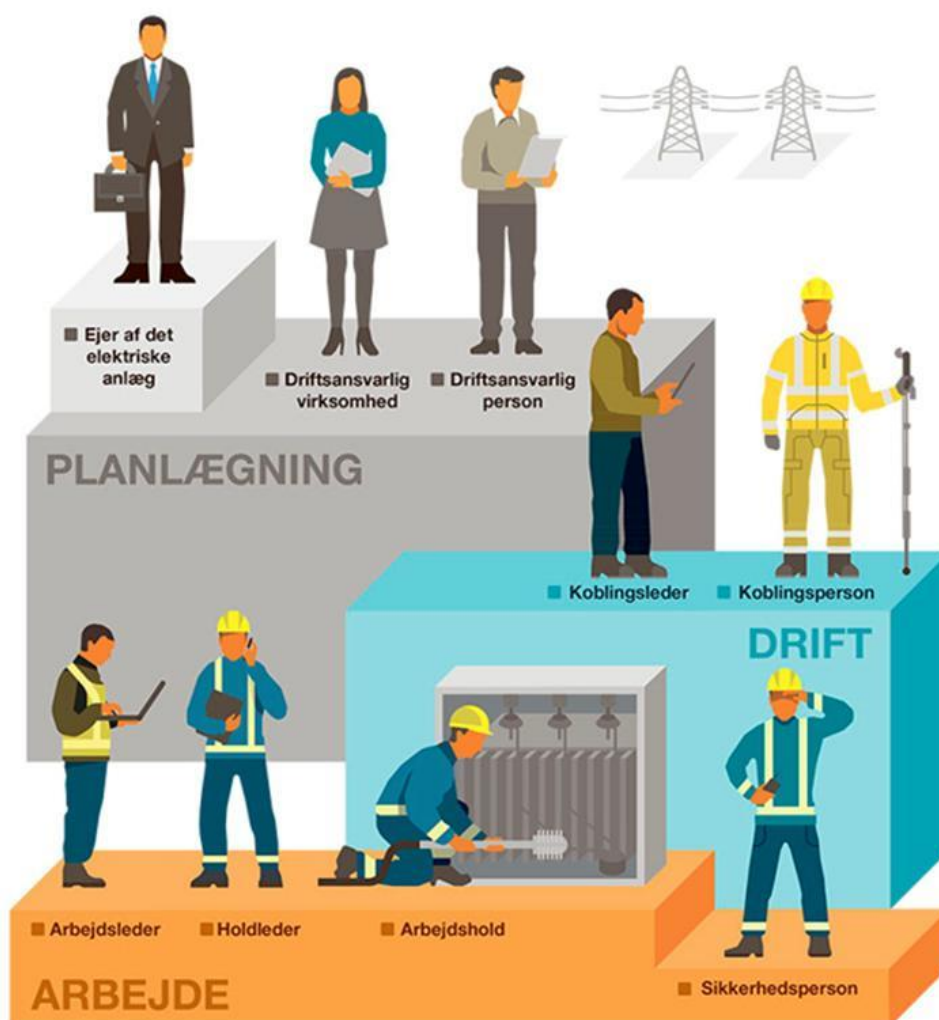 Ejer af det
elektriske
anlæg
Driftsansvarlig
virksomhed
Driftsansvarlig
person
PLANLÆGNING
Koblingsleder
Koblingsperson
DRIFT
Arbejdsleder
Holdleder
Arbejdshold
Sikkerhedsperson
ARBEJDE